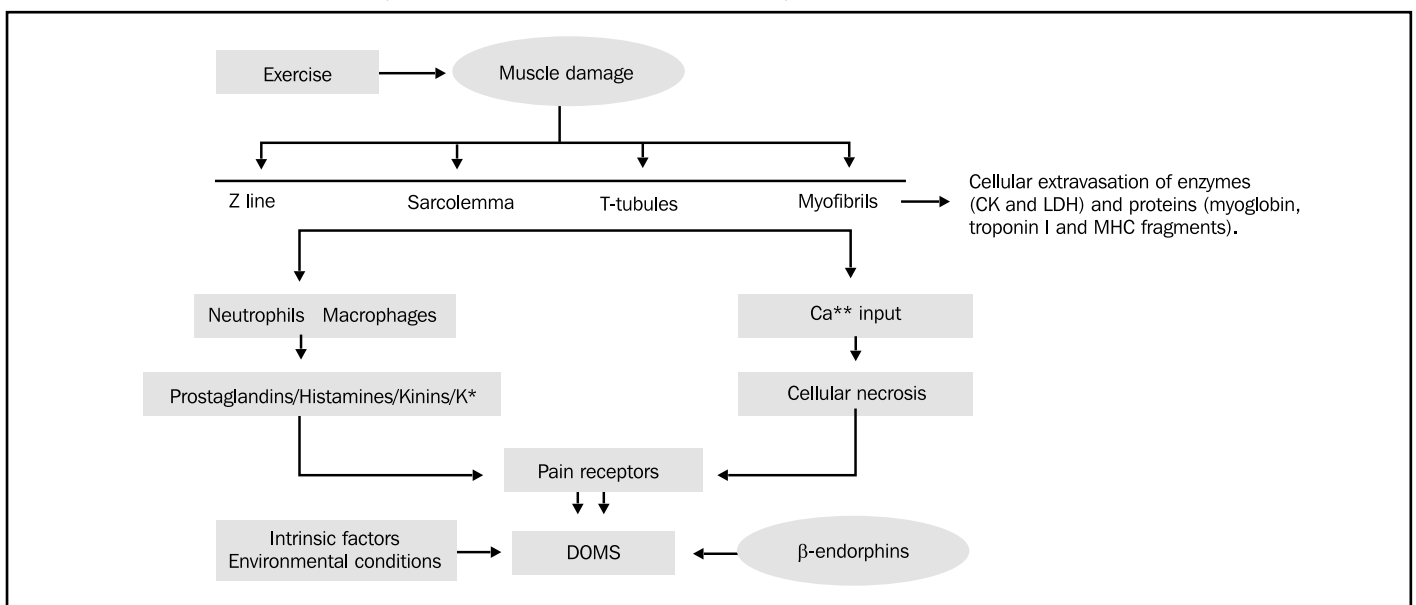 Exercise
Muscle damage
Z line
Sarcolemma
T-tubules
Myofibrils
Cellular extravasation of enzymes
(CK and LDH) and proteins (myoglobin,
troponin I and MHC fragments).
Neutrophils Macrophages
Ca** input
Prostaglandins/Histamines/Kinins/K*
Cellular necrosis
Pain receptors
Intrinsic factors
Environmental conditions
DOMS
β-endorphins